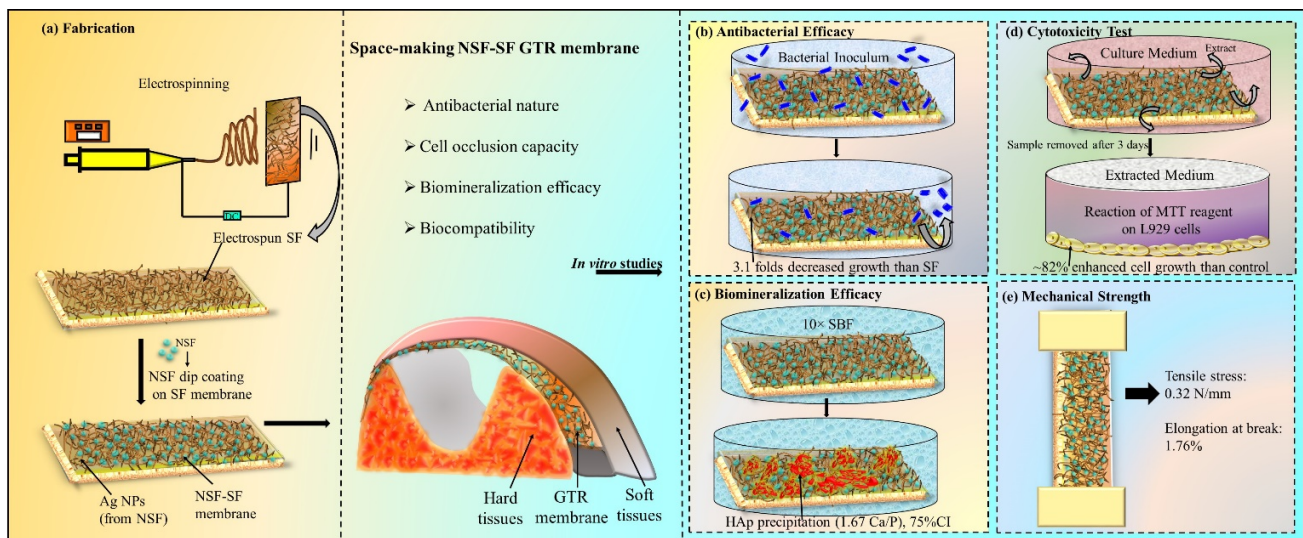 (a) Fabrication
Electrospinning
DC
Electrospun SF
NSF
NSF dip coating
on SF membrane
Ag NPs
(from NSF)
NSF-SF
membrane
Space-making NSF-SF GTR membrane
➢ Antibacterial nature
➢ Cell occlusion capacity
➢ Biomineralization efficacy
➢ Biocompatibility
In vitro studies
Hard
tissues
GTR
membrane
Soft
tissues
(b) Antibacterial Efficacy
Bacterial Inoculum
3.1 folds decreased growth than SF
(c) Biomineralization Efficacy
10× SBF
HAp precipitation (1.67 Ca/P), 75%CI
(d) Cytotoxicity Test
Culture Medium
Extract
Sample removed after 3 days
Extracted Medium
Reaction of MTT reagent
on L929 cells
~82% enhanced cell growth than control
(e) Mechanical Strength
Tensile stress:
0.32 N/mm
Elongation at break:
1.76%